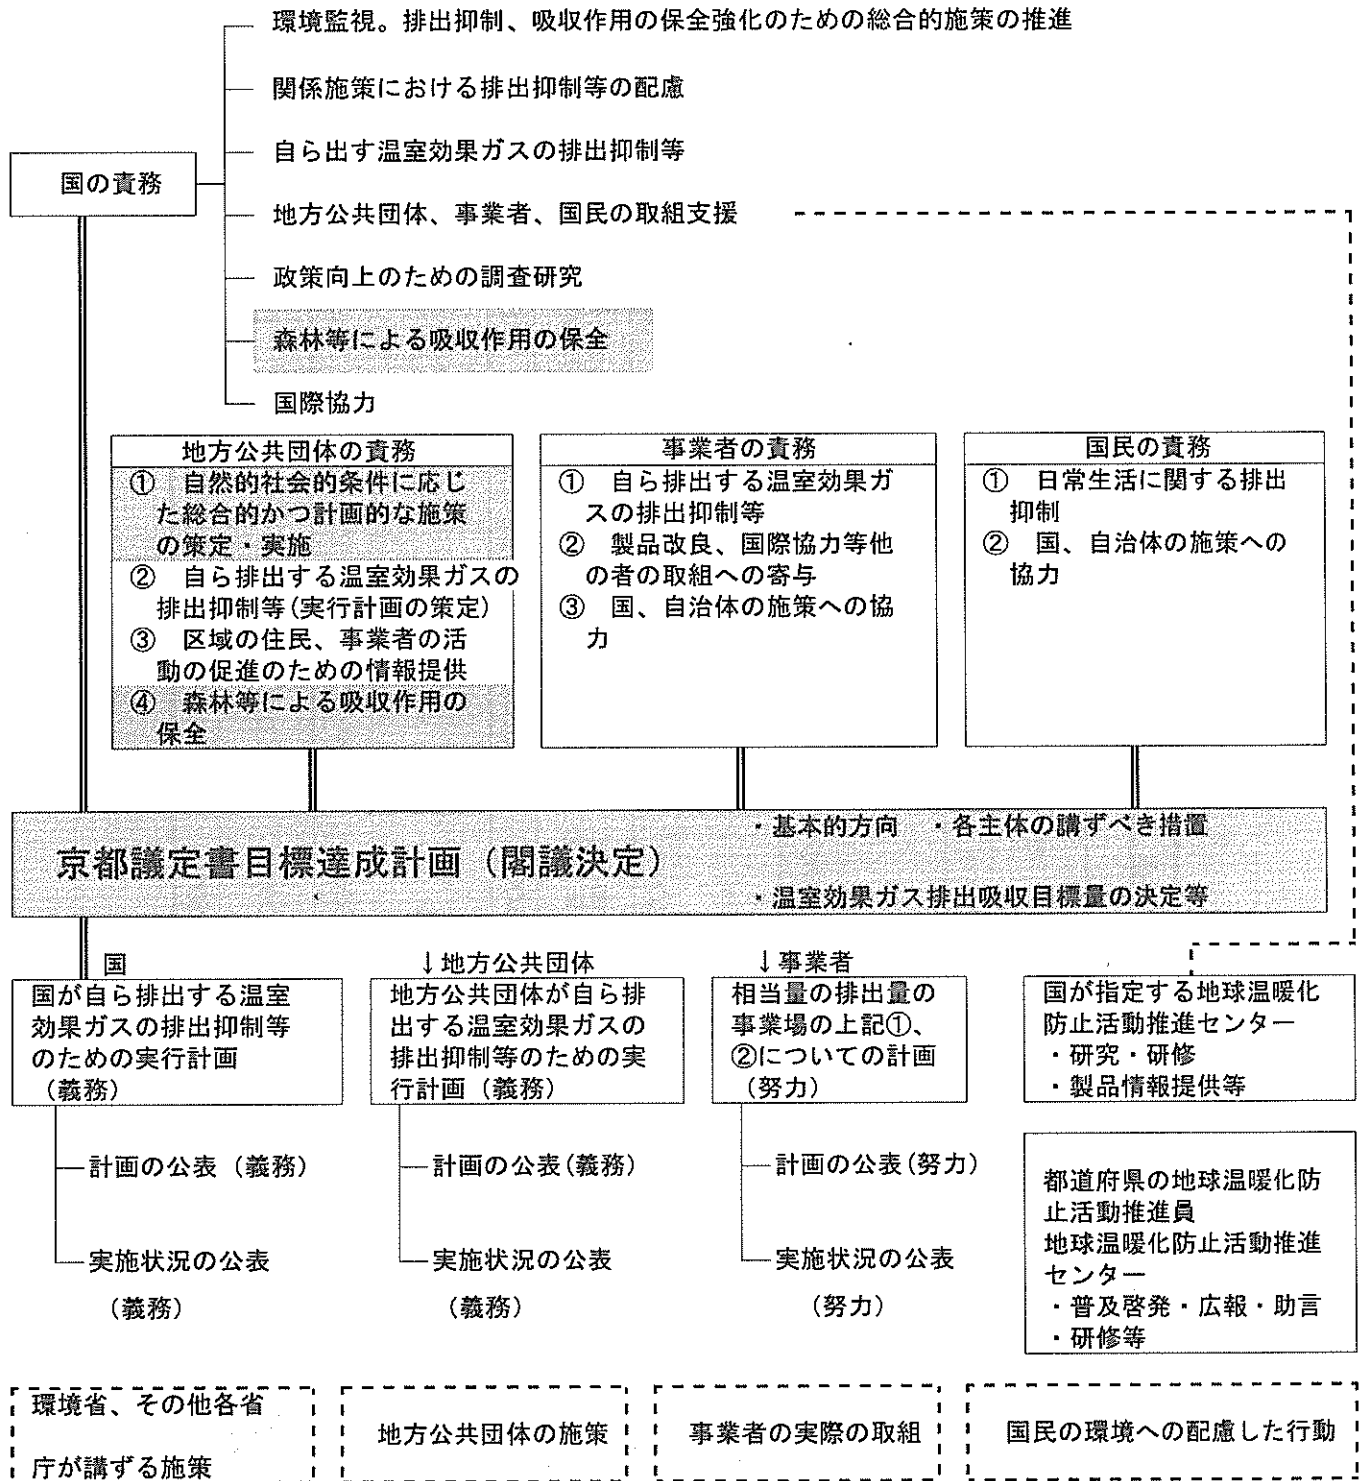 環境監視。排出抑制、吸収作用の保全強化のための総合的施策の推進
関係施策における排出抑制等の配慮
自ら出す温室効果ガスの排出抑制等
国の責務
地方公共団体、事業者、国民の取組支援
政策向上のための調査研究
森林等による吸収作用の保全
国際協力
地方公共団体の責務
① 自然的社会的条件に応じ
た総合的かつ計画的な施策
の策定・実施
② 自ら排出する温室効果ガスの
排出抑制等(実行計画の策定)
③ 区域の住民、事業者の活
動の促進のための情報提供
④ 森林等による吸収作用の
保全
事業者の責務
① 自ら排出する温室効果ガ
スの排出抑制等
② 製品改良、国際協力等他
の者の取組への寄与
③ 国、自治体の施策への協
力
国民の責務
① 日常生活に関する排出
抑制
② 国、自治体の施策への
協力
京都議定書目標達成計画（閣議決定）
・基本的方向 ・各主体の講ずべき措置
・温室効果ガス排出吸収目標量の決定等
国
国が自ら排出する温室
効果ガスの排出抑制等
のための実行計画
（義務）
計画の公表（義務）
実施状況の公表
（義務）
↓地方公共団体
地方公共団体が自ら排
出する温室効果ガスの
排出抑制等のための実
行計画（義務）
計画の公表(義務)
実施状況の公表
（義務）
↓事業者
相当量の排出量の
事業場の上記①、
②についての計画
（努力）
計画の公表(努力)
実施状況の公表
（努力）
国が指定する地球温暖化
防止活動推進センター
・研究・研修
・製品情報提供等
都道府県の地球温暖化防
止活動推進員
地球温暖化防止活動推進
センター
・普及啓発・広報・助言
・研修等
環境省、その他各省
庁が講ずる施策
地方公共団体の施策
事業者の実際の取組
国民の環境への配慮した行動